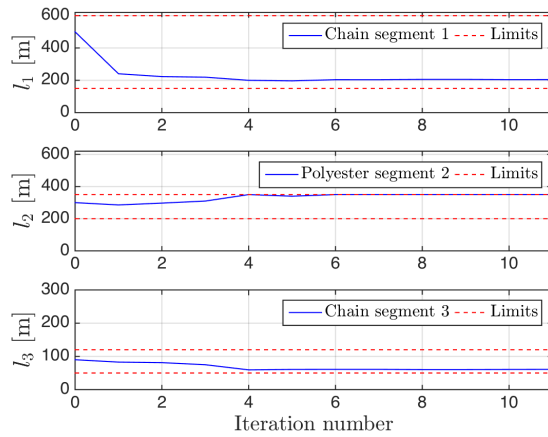 600
400
200
0
l₁ [m]
Chain segment 1
Limits
0 2 4 6 8 10
600
400
200
0
l₂ [m]
Polyester segment 2
Limits
0 2 4 6 8 10
300
200
100
0
l₃ [m]
Chain segment 3
Limits
0 2 4 6 8 10
Iteration number